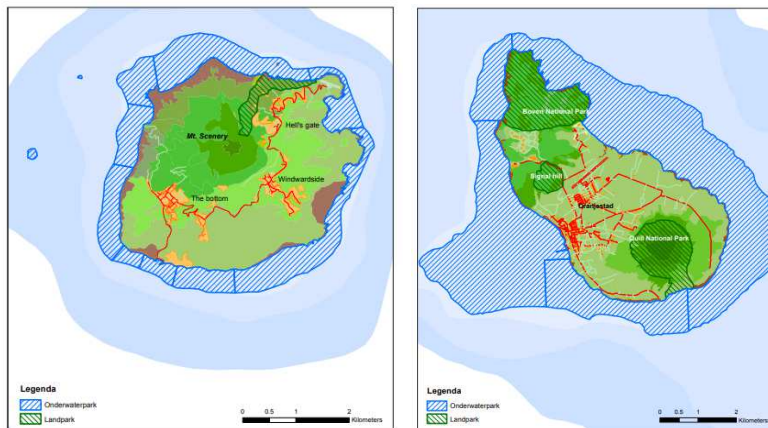 Mt. Scenery
Hell's gate
Windwardside
The bottom
Legenda
Onderwaterpark
Landpark
0 0.5 1 2
Kilometers
Boven National Park
Signal hill
Oranjestad
Quill National Park
Legenda
Onderwaterpark
Landpark
0 0.5 1 2
Kilometers